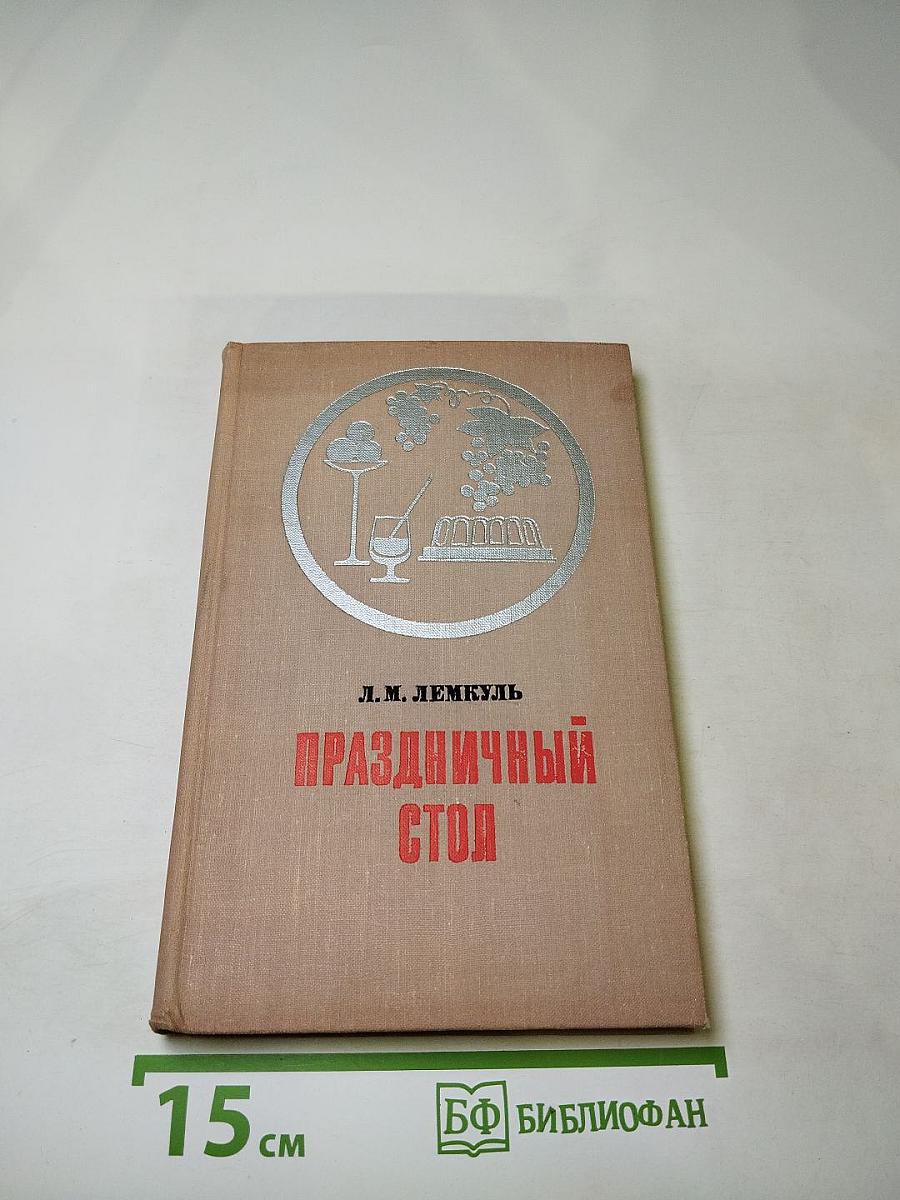 Л. М. ЛЕМКУЛЬ
ПРАЗДНИЧНЫЙ
СТОЛ
15 см
БФ БИБЛИОФАН